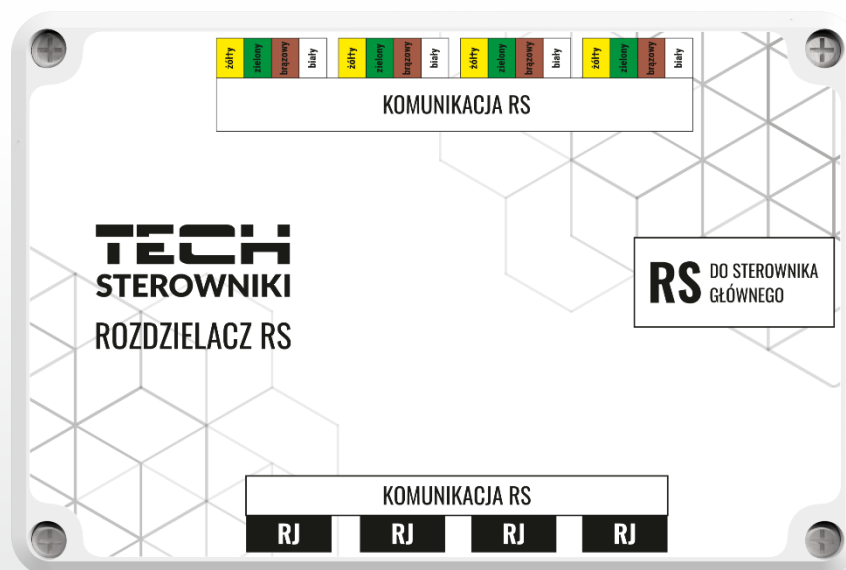 żółty zielony brązowy biały żółty zielony brązowy biały żółty zielony brązowy biały żółty zielony brązowy biały
KOMUNIKACJA RS
TECH
STEROWNIKI
ROZDZIELACZ RS
RS DO STEROWNIKA
GŁÓWNEGO
KOMUNIKACJA RS
RJ RJ RJ RJ